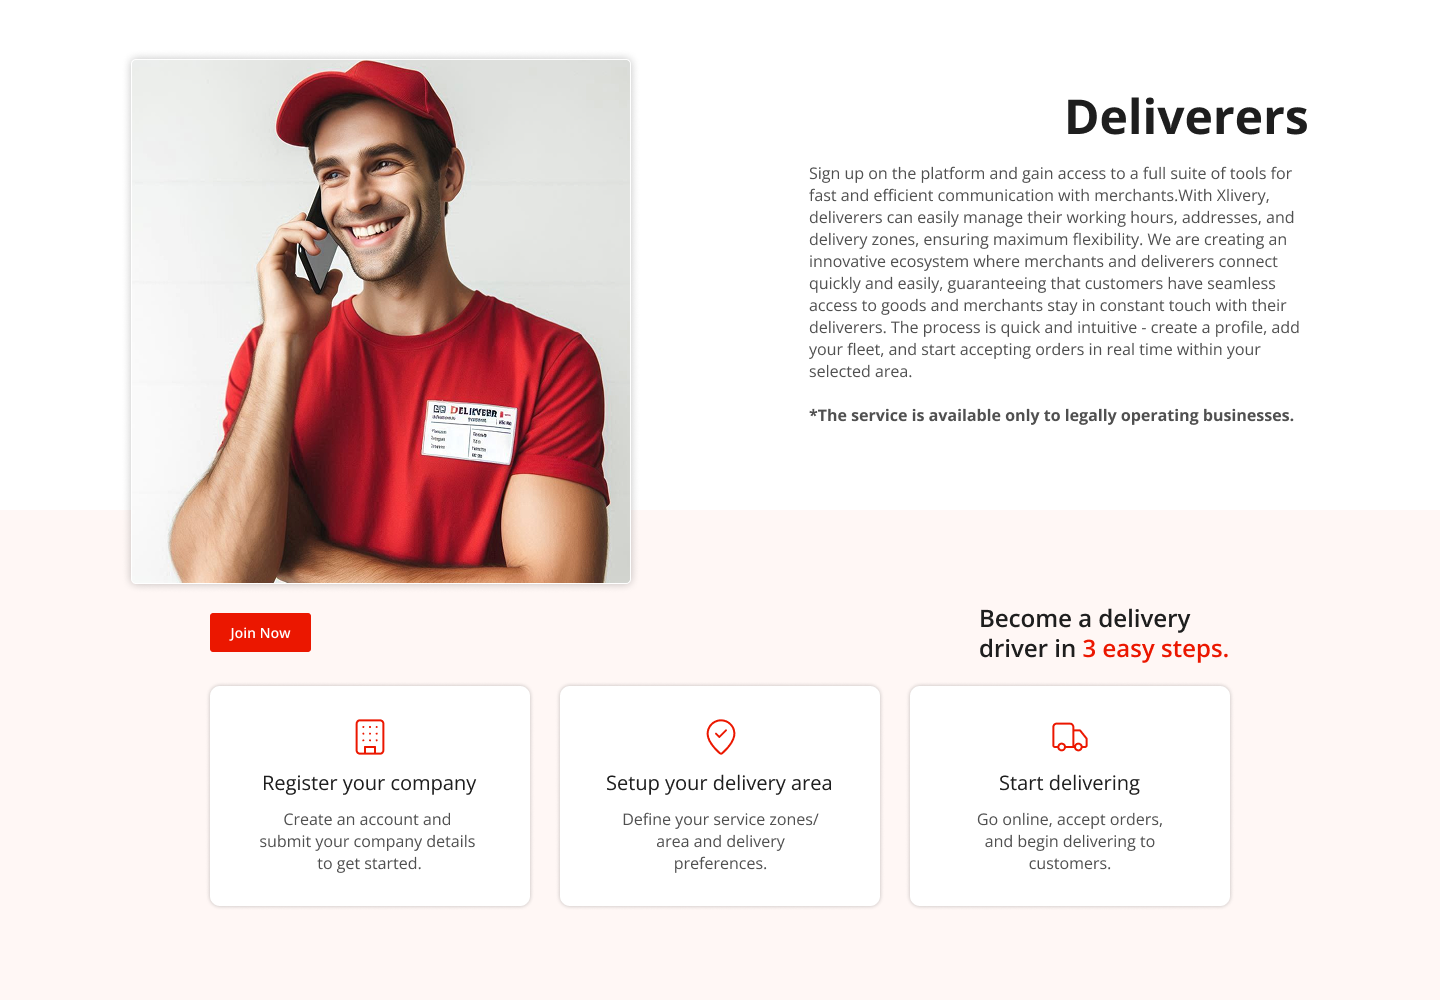 Deliverers
Sign up on the platform and gain access to a full suite of tools for
fast and efficient communication with merchants.With Xlivery,
deliverers can easily manage their working hours, addresses, and
delivery zones, ensuring maximum flexibility. We are creating an
innovative ecosystem where merchants and deliverers connect
quickly and easily, guaranteeing that customers have seamless
access to goods and merchants stay in constant touch with their
deliverers. The process is quick and intuitive - create a profile, add
your fleet, and start accepting orders in real time within your
selected area.
*The service is available only to legally operating businesses.
Join Now
Become a delivery
driver in 3 easy steps.
Register your company
Create an account and
submit your company details
to get started.
Setup your delivery area
Define your service zones/
area and delivery
preferences.
Start delivering
Go online, accept orders,
and begin delivering to
customers.